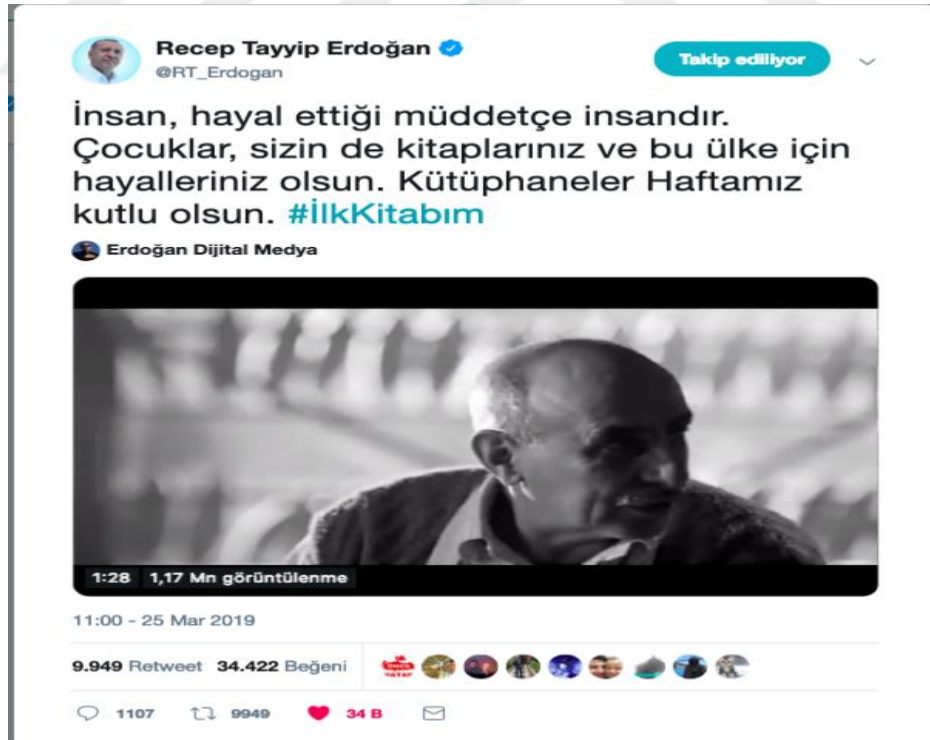 Recep Tayyip Erdoğan
@RT_Erdogan
Takip ediliyor
İnsan, hayal ettiği müddetçe insandır.
Çocuklar, sizin de kitaplarınız ve bu ülke için
hayalleriniz olsun. Kütüphaneler Haftamız
kutlu olsun. #İlkKitabım
Erdoğan Dijital Medya
1:28 1,17 Mn görüntülenme
11:00 - 25 Mar 2019
9.949 Retweet 34.422 Beğeni
1107 9949 34 B